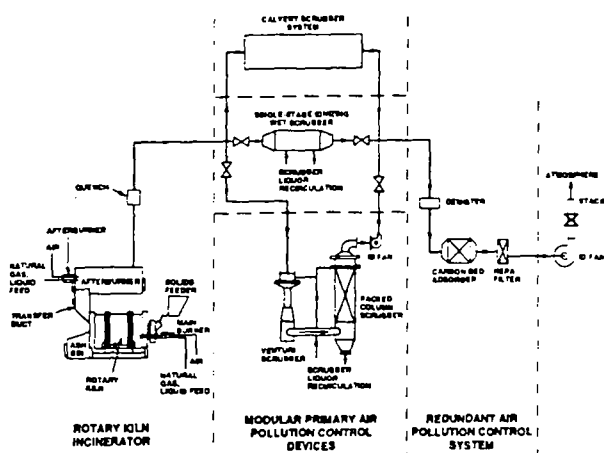 CALVERT SCRUBBER
SYSTEM
SINGLE-STAGE IONIZING
WET SCRUBBER
SCRUBBER
LIQUOR
RECIRCULATION
QUENCH
AFTERBURNER
AIR
NATURAL
GAS,
LIQUID FEED
AFTERBURNER
TRANSFER
DUCT
ASH
BIN
ROTARY
KILN
SOLIDS
FEEDER
MAIN
BURNER
AIR
NATURAL
GAS,
LIQUID FEED
ID FAN
PACKED
COLUMN
SCRUBBER
VENTURI
SCRUBBER
SCRUBBER
LIQUOR
RECIRCULATION
DEMISTER
CARBON BED
ADSORBER
HEPA
FILTER
ATMOSPHERE
STACK
ID FAN
ROTARY KILN
INCINERATOR
MODULAR PRIMARY AIR
POLLUTION CONTROL
DEVICES
REDUNDANT AIR
POLLUTION CONTROL
SYSTEM